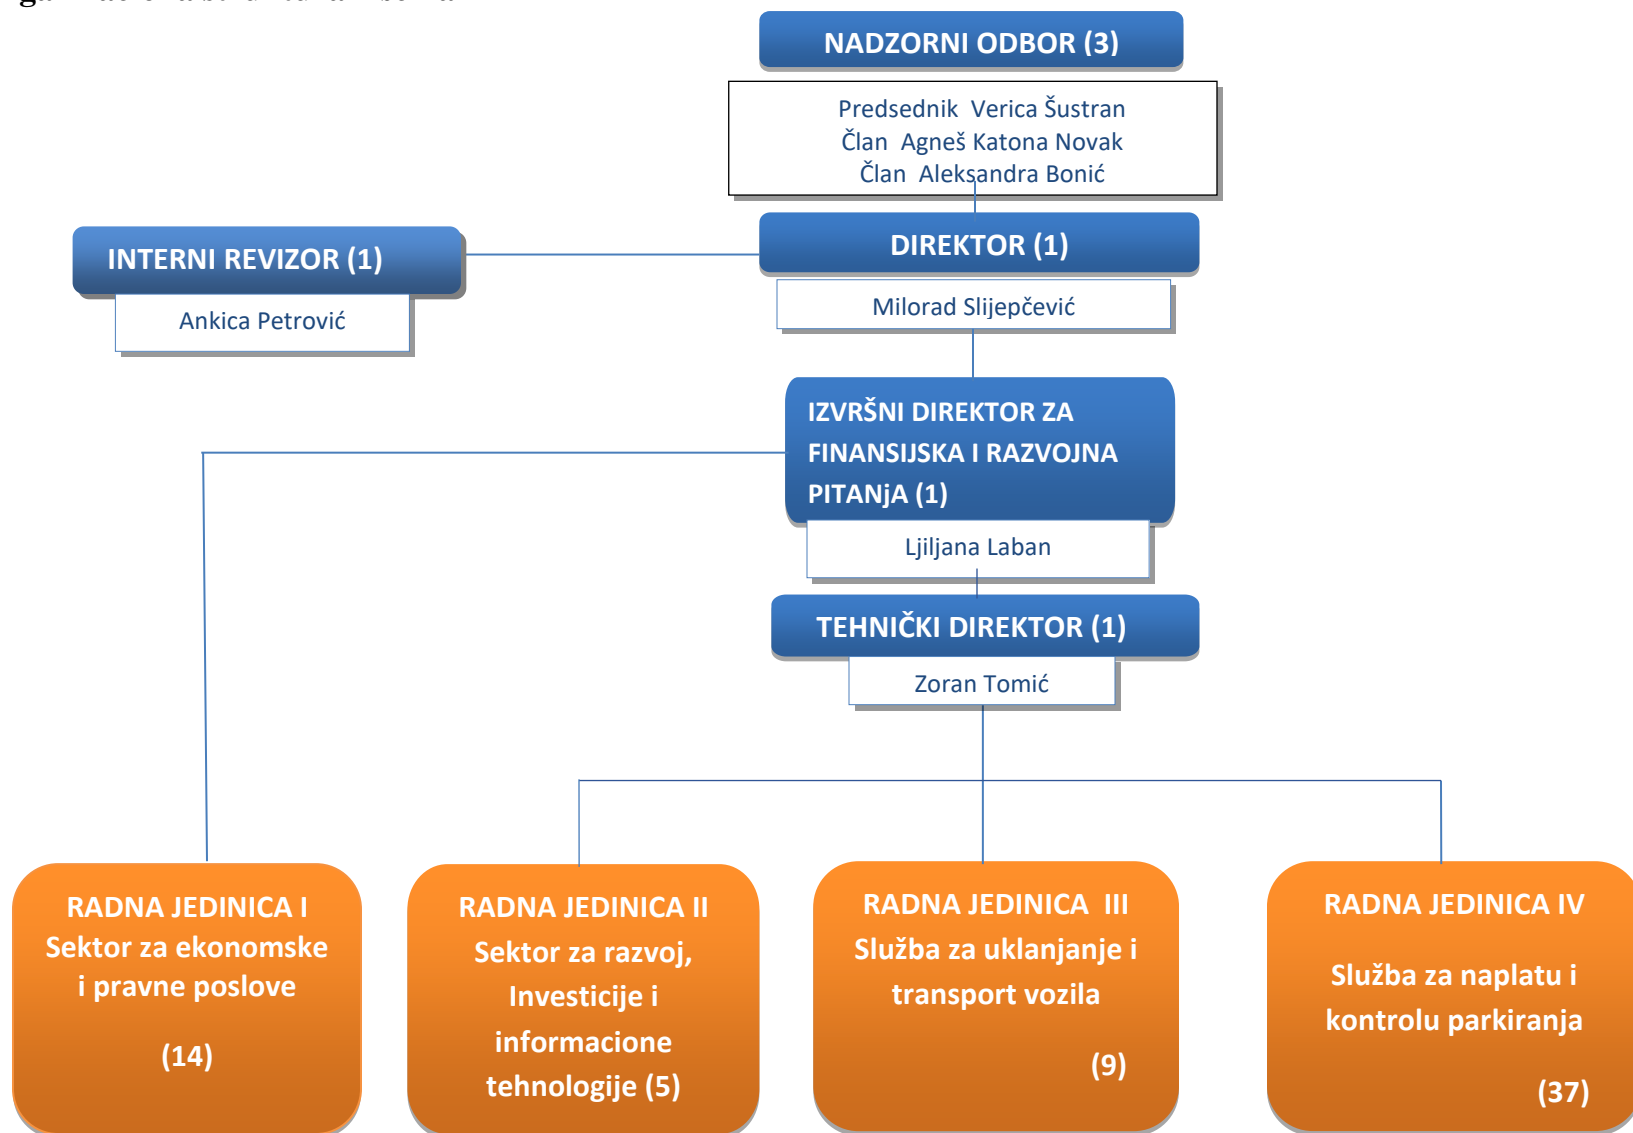 NADZORNI ODBOR (3)
Predsednik Verica Šustran
Član Agneš Katona Novak
Član Aleksandra Bonić
INTERNI REVIZOR (1)
Ankica Petrović
DIREKTOR (1)
Milorad Slijepčević
IZVRŠNI DIREKTOR ZA
FINANSIJSKA I RAZVOJNA
PITANjA (1)
Ljiljana Laban
TEHNIČKI DIREKTOR (1)
Zoran Tomić
RADNA JEDINICA I
Sektor za ekonomske
i pravne poslove
(14)
RADNA JEDINICA II
Sektor za razvoj,
Investicije i
informacione
tehnologije (5)
RADNA JEDINICA III
Služba za uklanjanje i
transport vozila
(9)
RADNA JEDINICA IV
Služba za naplatu i
kontrolu parkiranja
(37)